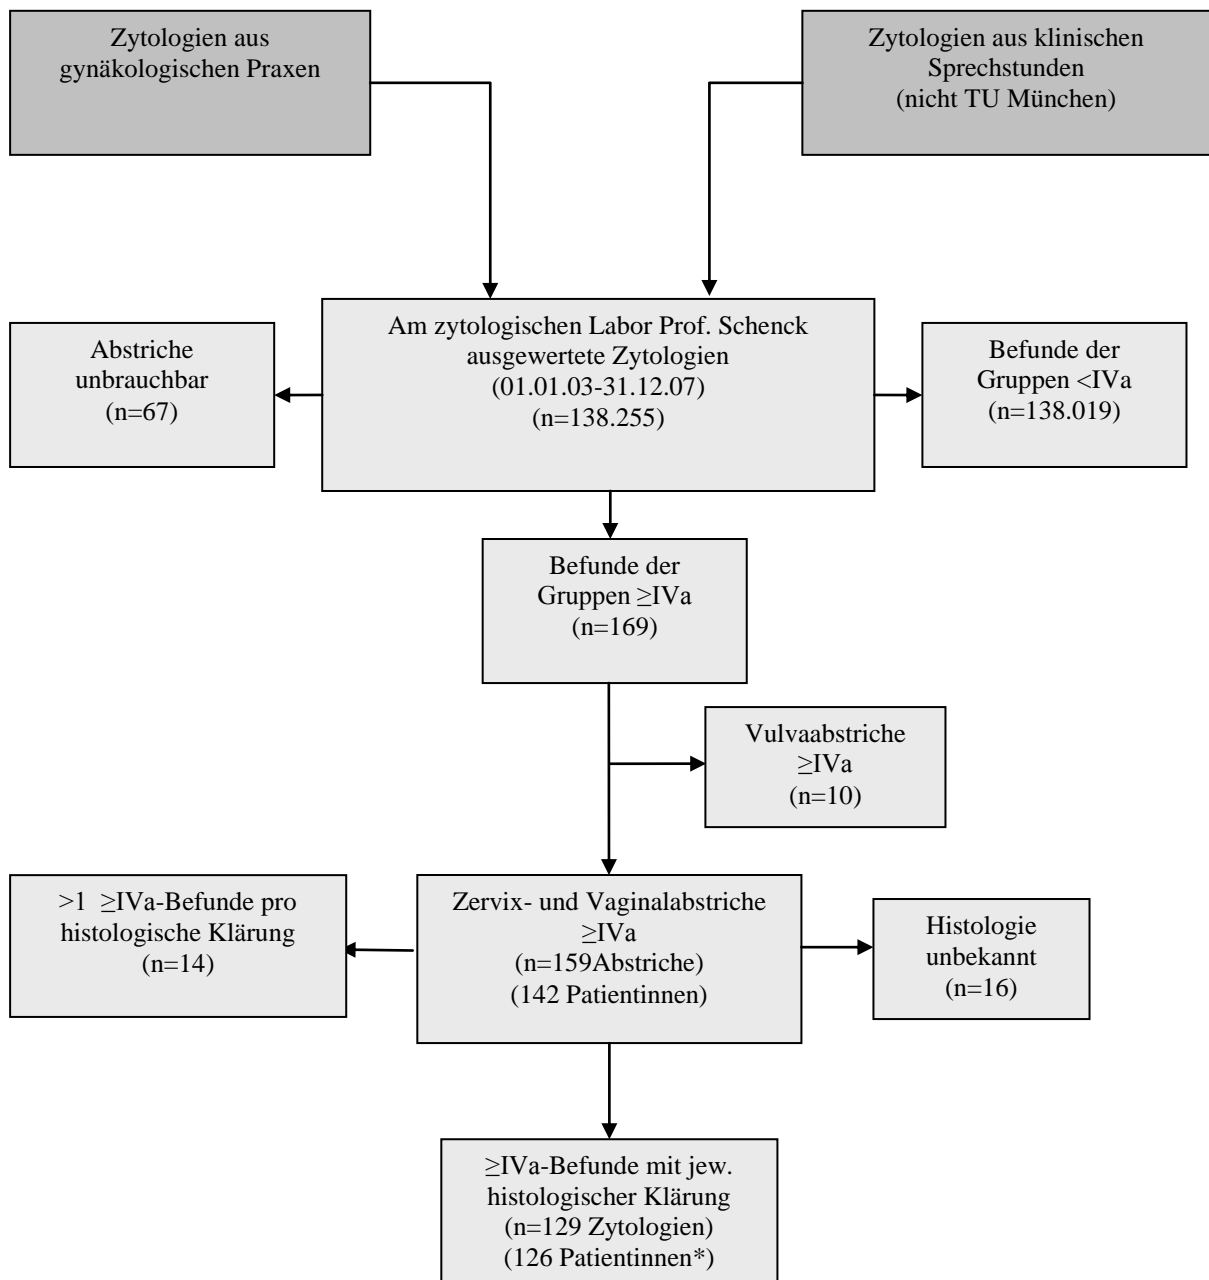 Zytologien aus
gynäkologischen Praxen
Zytologien aus klinischen
Sprechstunden
(nicht TU München)
Abstriche
unbrauchbar
(n=67)
Am zytologischen Labor Prof. Schenck
ausgewertete Zytologien
(01.01.03-31.12.07)
(n=138.255)
Befunde der
Gruppen <IVa
(n=138.019)
Befunde der
Gruppen ≥IVa
(n=169)
Vulvaabstriche
≥IVa
(n=10)
>1 ≥IVa-Befunde pro
histologische Klärung
(n=14)
Zervix- und Vaginalabstriche
≥IVa
(n=159Abstriche)
(142 Patientinnen)
Histologie
unbekannt
(n=16)
≥IVa-Befunde mit jew.
histologischer Klärung
(n=129 Zytologien)
(126 Patientinnen*)